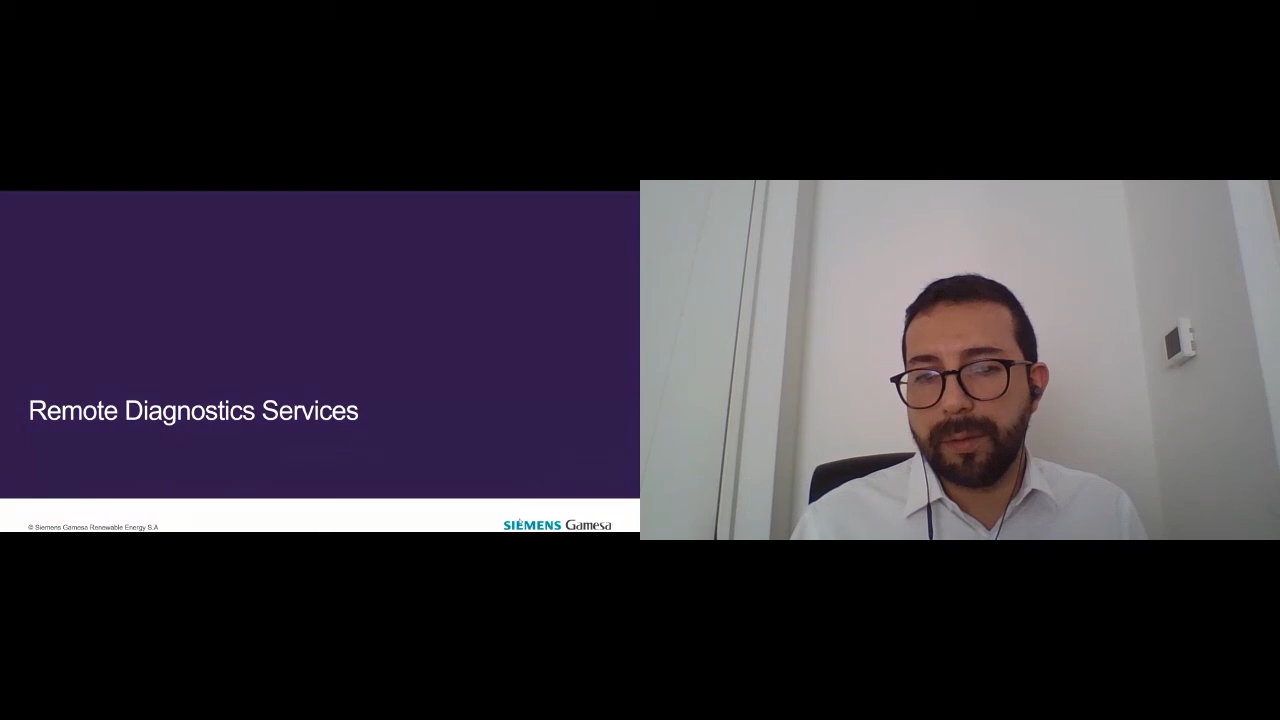 Remote Diagnostics Services
© Siemens Gamesa Renewable Energy S.A
SIEMENS Gamesa